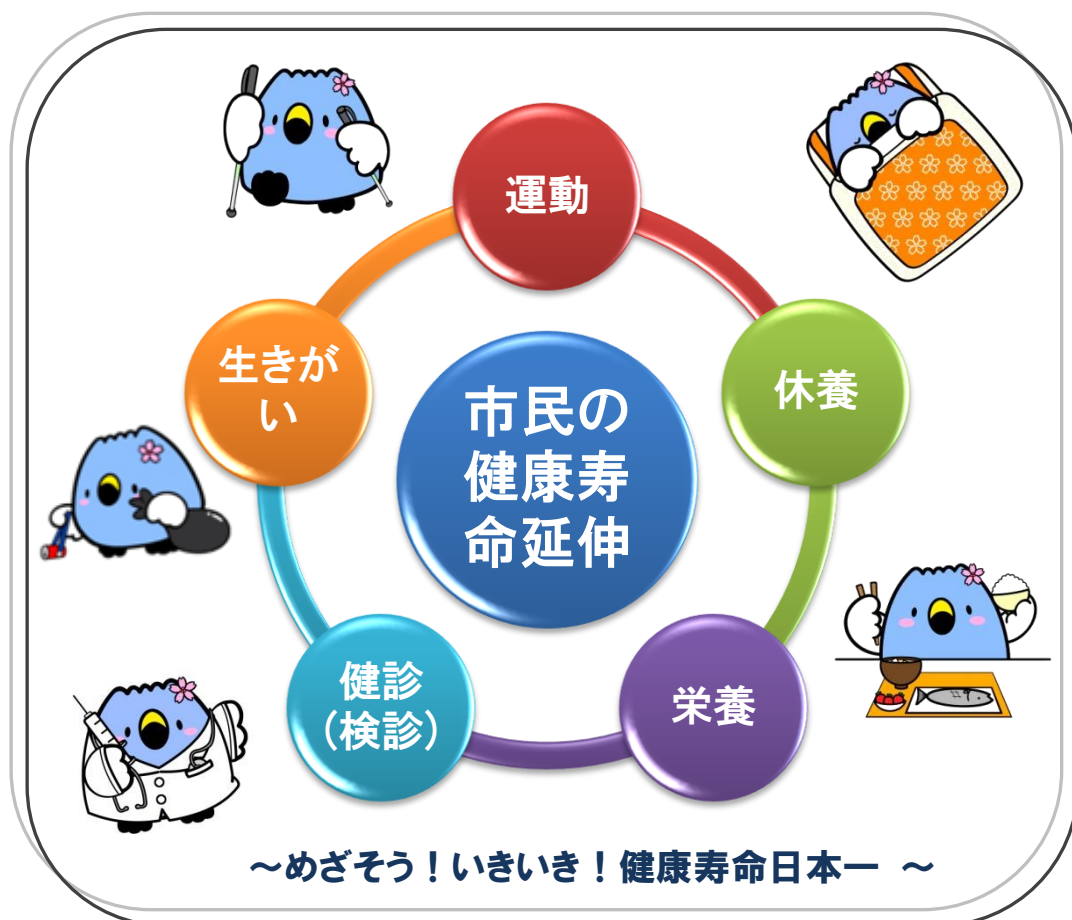 運動
休養
生きが
い
市民の
健康寿
命延伸
健診
（検診）
栄養
～めざそう！いきいき！健康寿命日本一 ～